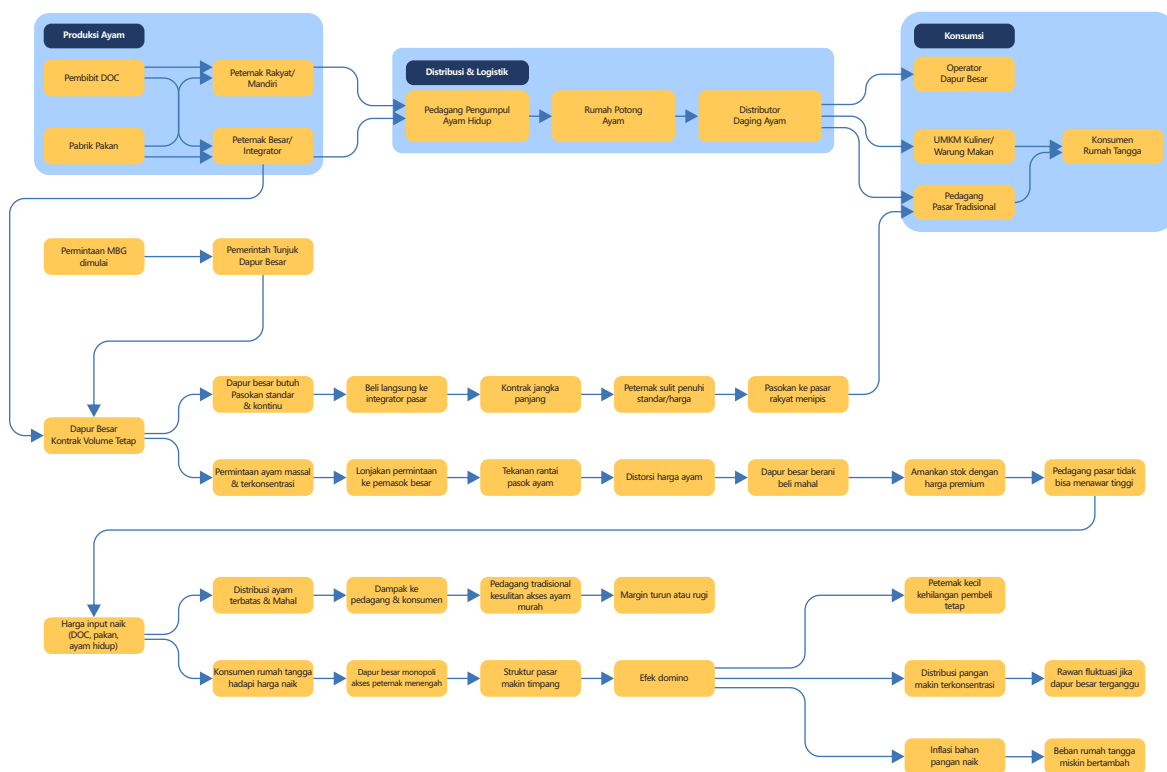 Produksi Ayam
Pembibit DOC
Peternak Rakyat/
Mandiri
Pabrik Pakan
Peternak Besar/
Integrator
Distribusi & Logistik
Pedagang Pengumpul
Ayam Hidup
Rumah Potong
Ayam
Distributor
Daging Ayam
Konsumsi
Operator
Dapur Besar
UMKM Kuliner/
Warung Makan
Konsumen
Rumah Tangga
Pedagang
Pasar Tradisional
Permintaan MBG
dimulai
Pemerintah Tunjuk
Dapur Besar
Dapur Besar
Kontrak Volume Tetap
Dapur besar butuh
Pasokan standar
& kontinu
Beli langsung ke
integrator pasar
Kontrak jangka
panjang
Peternak sulit penuhi
standar/harga
Pasokan ke pasar
rakyat menipis
Permintaan ayam massal
& terkonsentrasi
Lonjakan permintaan
ke pemasok besar
Tekanan rantai
pasok ayam
Distorsi harga ayam
Dapur besar berani
beli mahal
Amankan stok dengan
harga premium
Pedagang pasar tidak
bisa menawar tinggi
Harga input naik
(DOC, pakan,
ayam hidup)
Distribusi ayam
terbatas & Mahal
Dampak ke
pedagang & konsumen
Pedagang tradisional
kesulitan akses ayam
murah
Margin turun atau rugi
Peternak kecil
kehilangan pembeli
tetap
Konsumen rumah tangga
hadapi harga naik
Dapur besar monopoli
akses peternak menengah
Struktur pasar
makin timpang
Efek domino
Distribusi pangan
makin terkonsentrasi
Rawan fluktuasi jika
dapur besar terganggu
Inflasi bahan
pangan naik
Beban rumah tangga
miskin bertambah